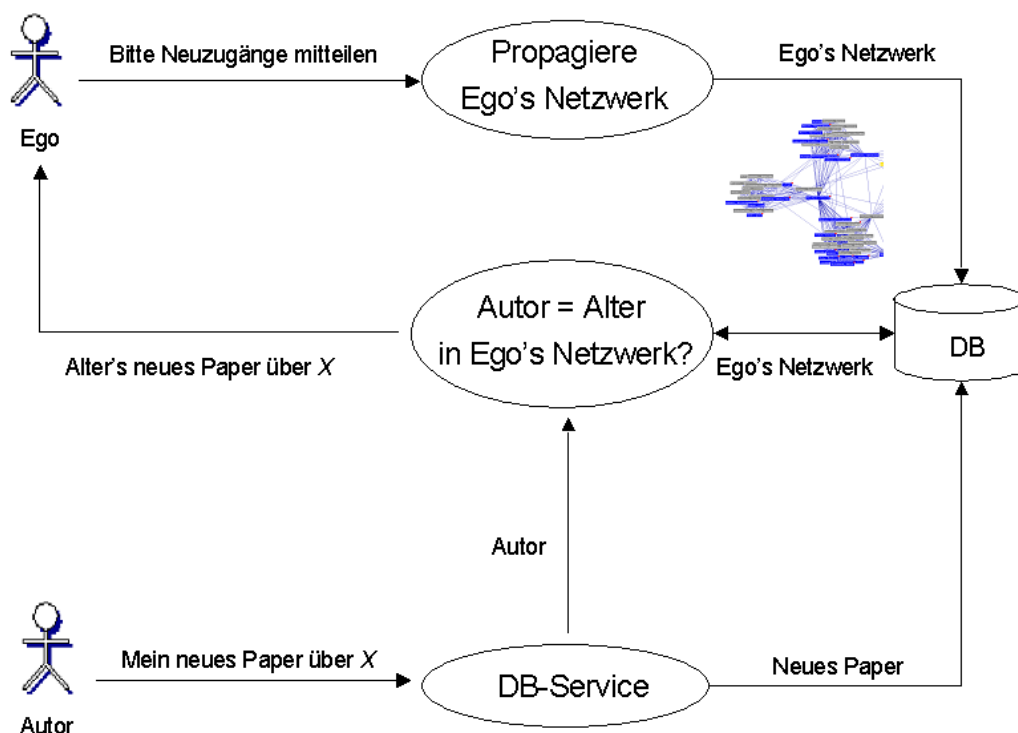 Bitte Neuzugänge mitteilen
Propagiere
Ego's Netzwerk
Ego's Netzwerk
Ego
Autor = Alter
in Ego's Netzwerk?
DB
Alter's neues Paper über X
Ego's Netzwerk
Autor
Mein neues Paper über X
DB-Service
Neues Paper
Autor